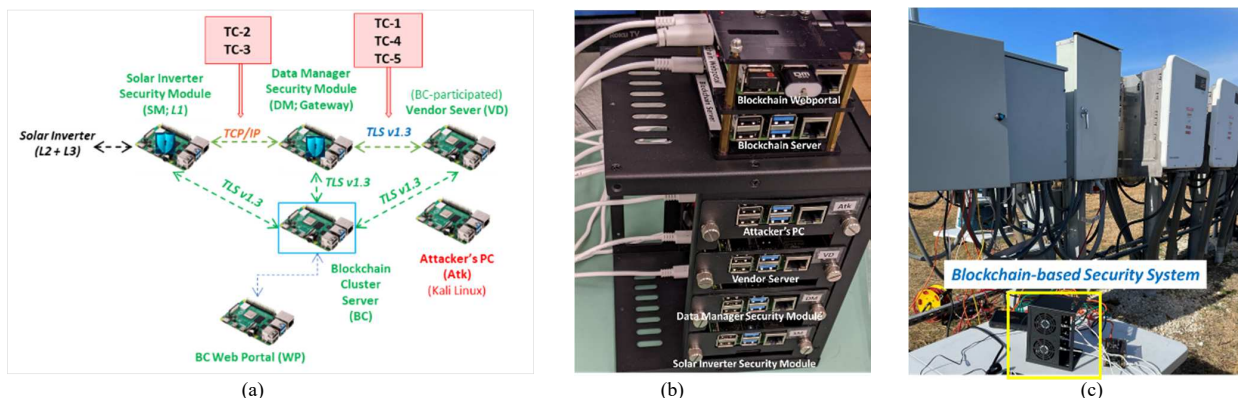 TC-2
TC-3
TC-1
TC-4
TC-5
Solar Inverter
Security Module
(SM; L1)
Data Manager
Security Module
(DM; Gateway)
(BC-participated)
Vendor Sever (VD)
Solar Inverter
(L2 + L3)
TCP/IP
TLS v1.3
TLS v1.3
TLS v1.3
TLS v1.3
Blockchain
Cluster
Server
(BC)
Attacker's PC
(Atk)
(Kali Linux)
BC Web Portal (WP)
(a)
Blockchain Webportal
Blockchain Server
Blockchain Server
Atk
Attacker's PC
VD
Vendor Server
DM
Data Manager Security Module
Solar Inverter Security Module
(b)
Blockchain-based Security System
(c)